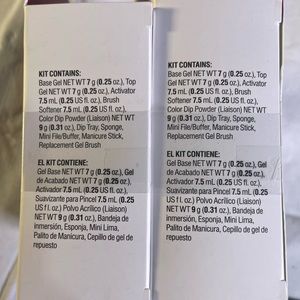 KIT CONTAINS:
Base Gel NET WT 7 g (0.25 oz.), Top
Gel NET WT 7 g (0.25 oz.), Activator
7.5 mL (0.25 US fl. oz.), Brush
Softener 7.5 mL (0.25 US fl. oz.),
Color Dip Powder (Liaison) NET WT
9 g (0.31 oz.), Dip Tray, Sponge,
Mini File/Buffer, Manicure Stick,
Replacement Gel Brush
EL KIT CONTIENE:
Gel Base NET WT 7 g (0.25 oz.), Gel
de Acabado NET WT 7 g (0.25 oz.),
Activador 7.5 mL (0.25 US fl. oz.),
Suavizante para Pincel 7.5 mL (0.25
US fl oz.) Polvo Acrílico (Liaison)
NET WT 9 g (0.31 oz.), Bandeja de
Inmersión, Esponja, Mini Lima,
Palito de Manicura, Cepillo de gel de
repuesto
KIT CONTAINS:
Base Gel NET WT 7 g (0.25 oz.), Top
Gel NET WT 7 g (0.25 oz.), Activator
7.5 mL (0.25 US fl. oz.), Brush
Softener 7.5 mL (0.25 US fl. oz.),
Color Dip Powder (Liaison) NET WT
9 g (0.31 oz.), Dip Tray, Sponge,
Mini File/Buffer, Manicure Stick,
Replacement Gel Brush
EL KIT CONTIENE:
Gel Base NET WT 7 g (0.25 oz.), Gel
de Acabado NET WT 7 g (0.25 oz.),
Activador 7.5 mL (0.25 US fl. oz.),
Suavizante para Pincel 7.5 mL (0.25
US fl oz.) Polvo Acrílico (Liaison)
NET WT 9 g (0.31 oz.), Bandeja de
Inmersión, Esponja, Mini Lima,
Palito de Manicura, Cepillo de gel de
repuesto